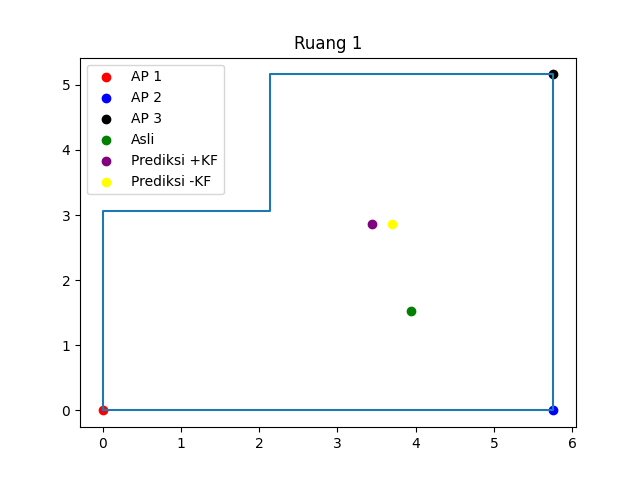 Ruang 1
AP 1
AP 2
AP 3
Asli
Prediksi +KF
Prediksi -KF
5
4
3
2
1
0
0 1 2 3 4 5 6